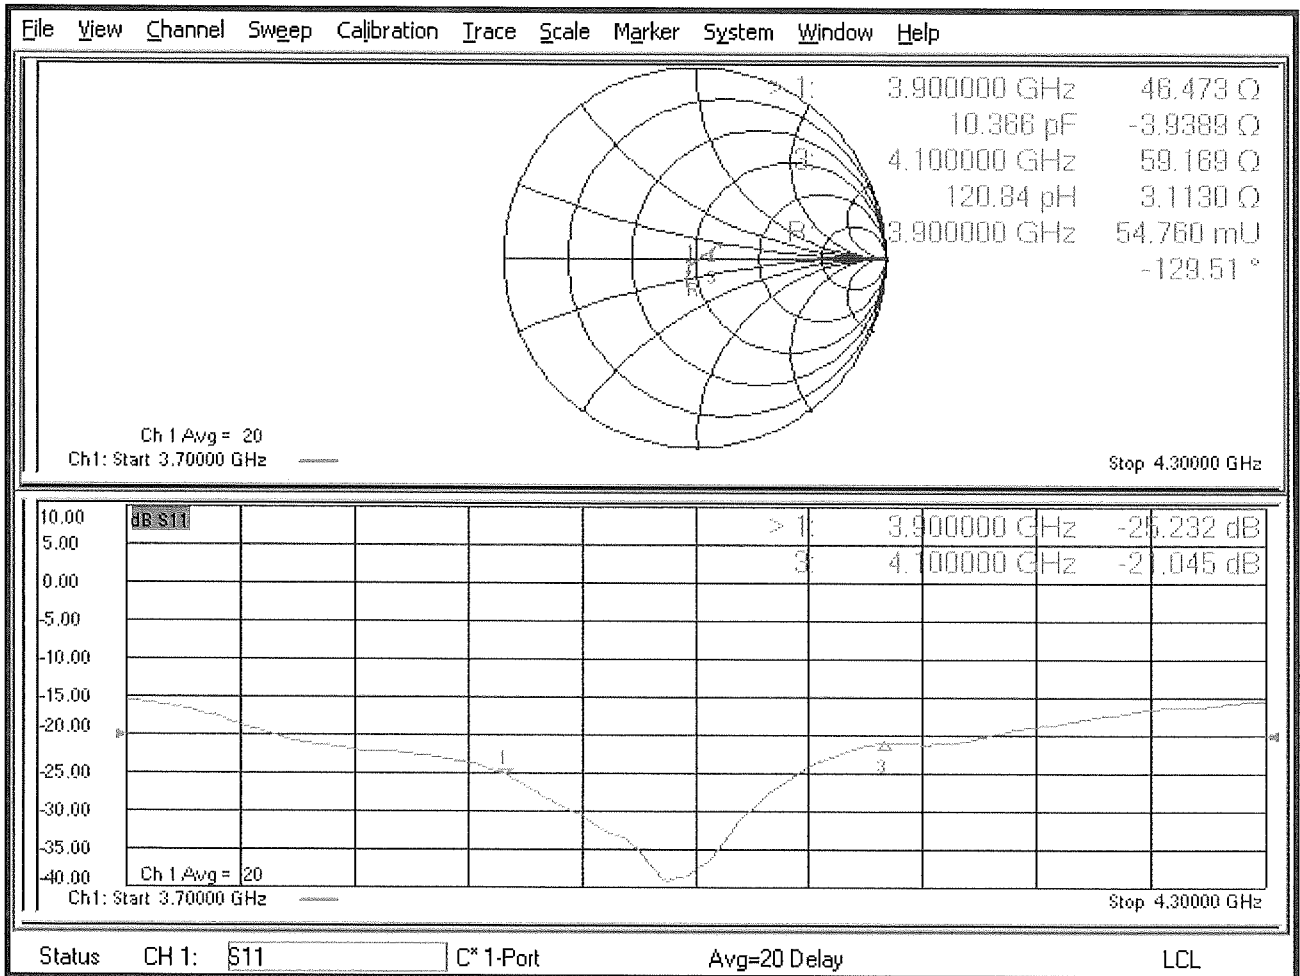 File View Channel Sweep Calibration Trace Scale Marker System Window Help
> 1: 3.900000 GHz 46.473 Ω
10.366 pF -3.9389 Ω
3: 4.100000 GHz 59.169 Ω
120.84 pH 3.1130 Ω
R: 3.900000 GHz 54.760 mU
-129.51 °
1
3
R
Ch 1 Avg = 20
Ch1: Start 3.70000 GHz
Stop 4.30000 GHz
dB S11
> 1: 3.900000 GHz -25.232 dB
3: 4.100000 GHz -21.045 dB
10.00
5.00
0.00
-5.00
-10.00
-15.00
-20.00
-25.00
-30.00
-35.00
-40.00
1
3
Ch 1 Avg = 20
Ch1: Start 3.70000 GHz
Stop 4.30000 GHz
Status CH 1: S11 C* 1-Port Avg=20 Delay LCL